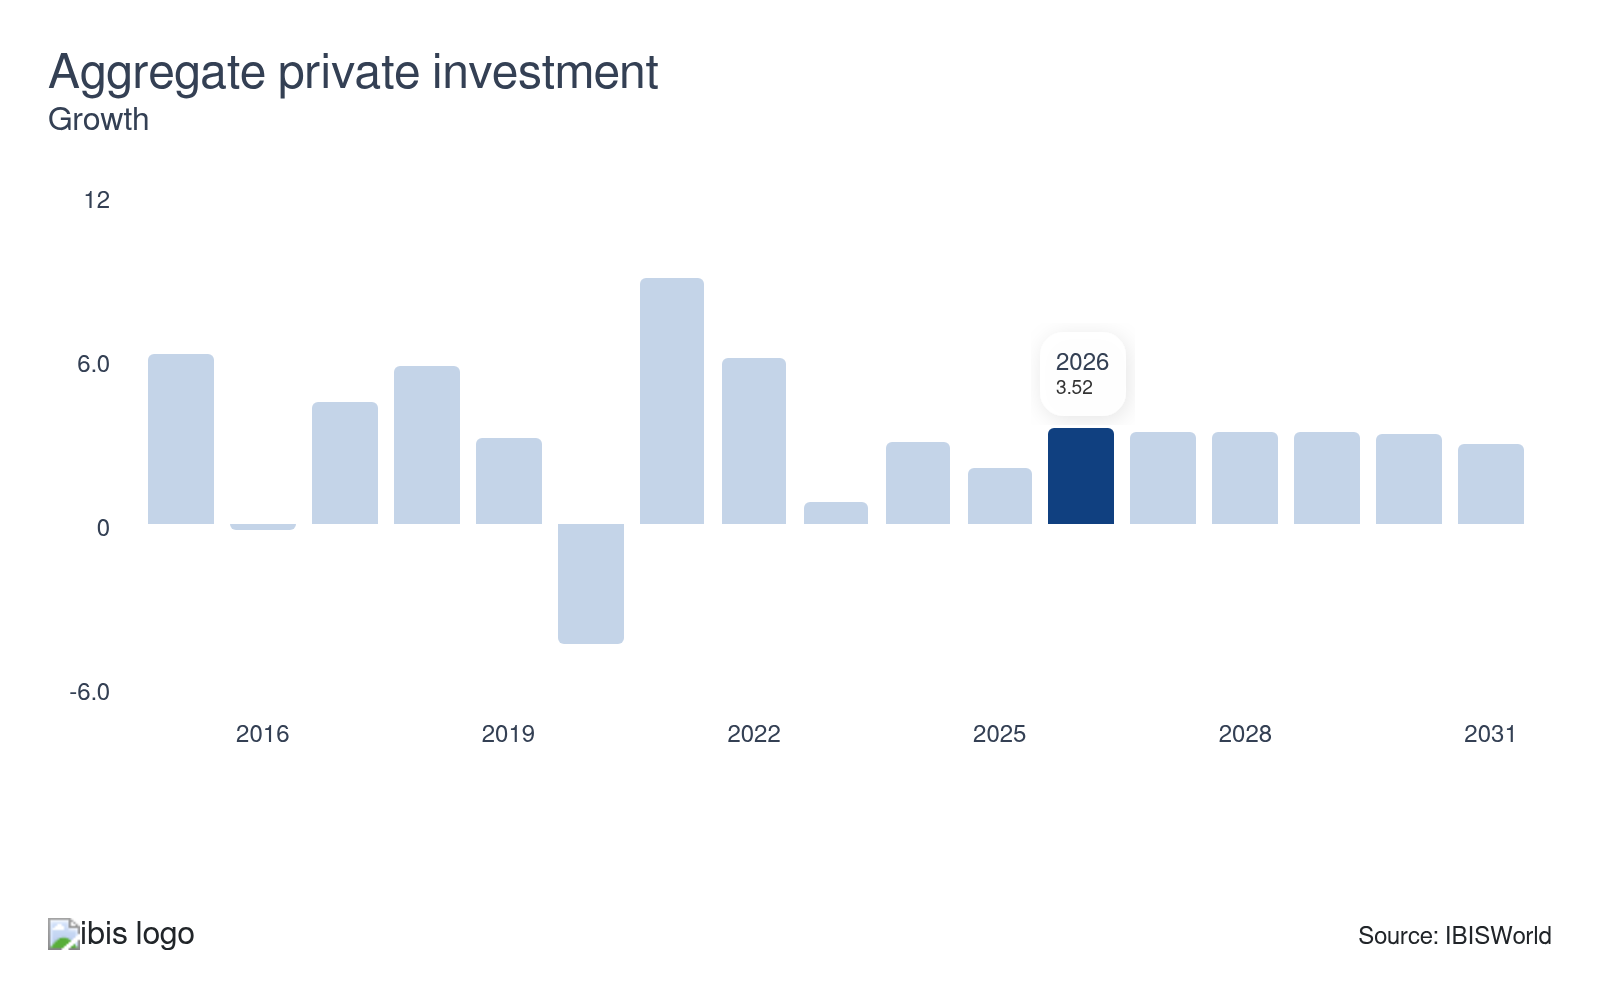 Aggregate private investment
Growth
12
6.0
0
-6.0
2026
3.52
2016 2019 2022 2025 2028 2031
ibis logo
Source: IBISWorld